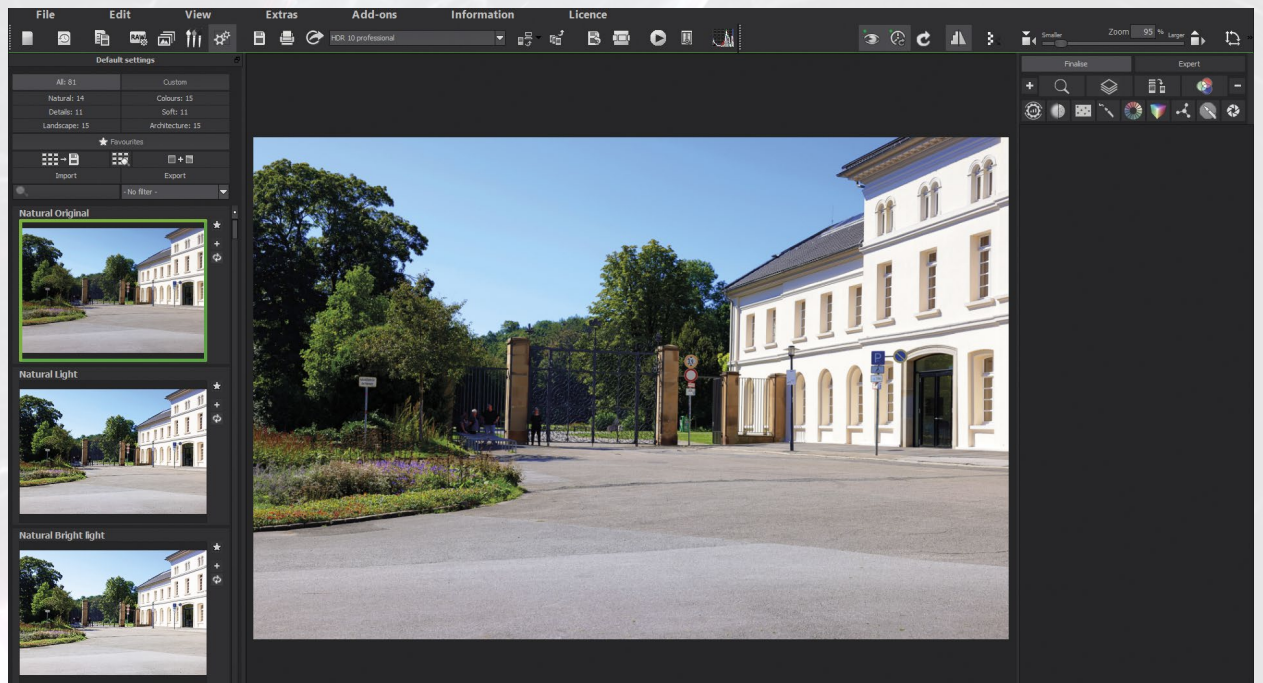 File Edit View Extras Add-ons Information Licence
RAW HDR 10 professional Smaller Zoom 95 % Larger
Default settings
Finalise Expert
All: 81 Custom
Natural: 14 Colours: 15
Details: 11 Soft: 11
Landscape: 15 Architecture: 15
Favourites
Import Export
- No filter -
Natural Original
Natural Light
P
Natural Bright light